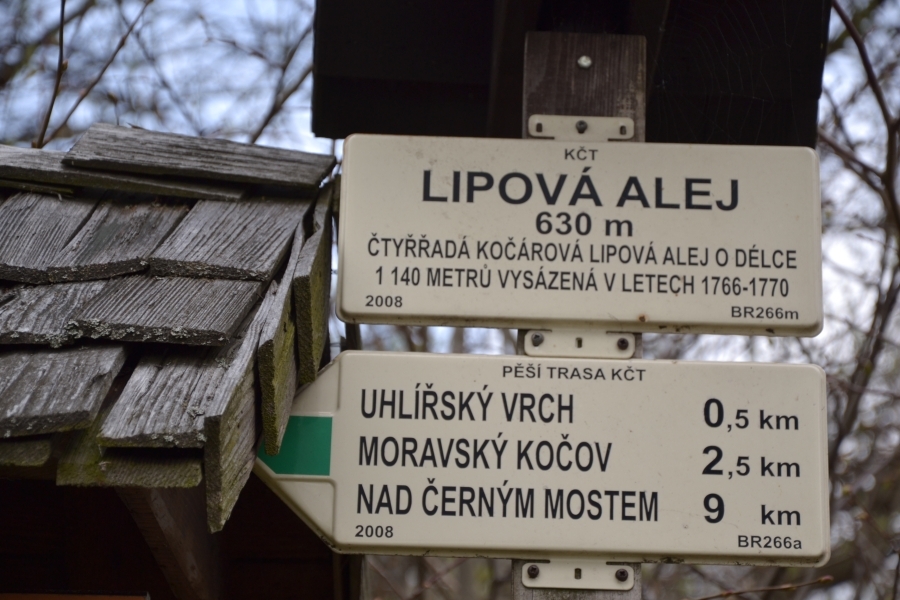 KČT
LIPOVÁ ALEJ
630 m
ČTYŘŘADÁ KOČÁROVÁ LIPOVÁ ALEJ O DÉLCE
1 140 METRŮ VYSÁZENÁ V LETECH 1766-1770
2008 BR266m
PĚŠÍ TRASA KČT
UHLÍŘSKÝ VRCH 0,5 km
MORAVSKÝ KOČOV 2,5 km
NAD ČERNÝM MOSTEM 9 km
2008 BR266a